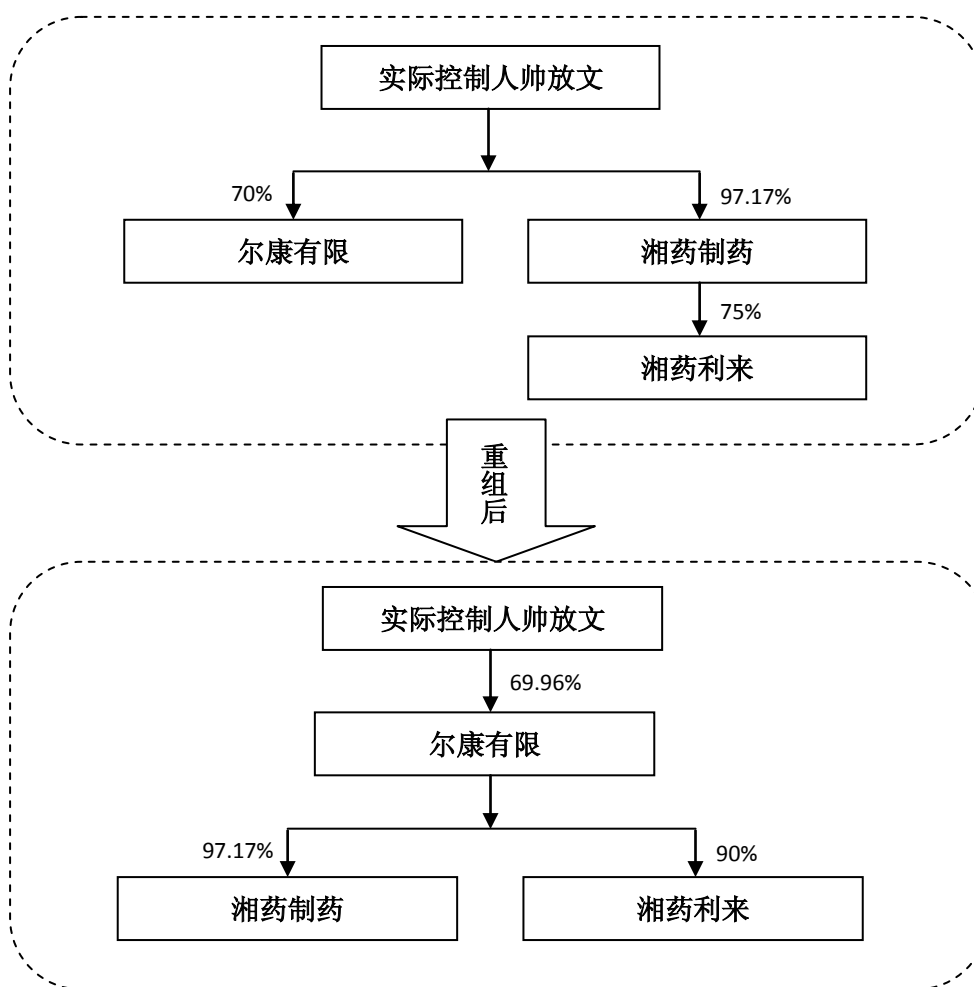 实际控制人帅放文
70%
97.17%
尔康有限
湘药制药
75%
湘药利来
重组后
实际控制人帅放文
69.96%
尔康有限
97.17%
90%
湘药制药
湘药利来